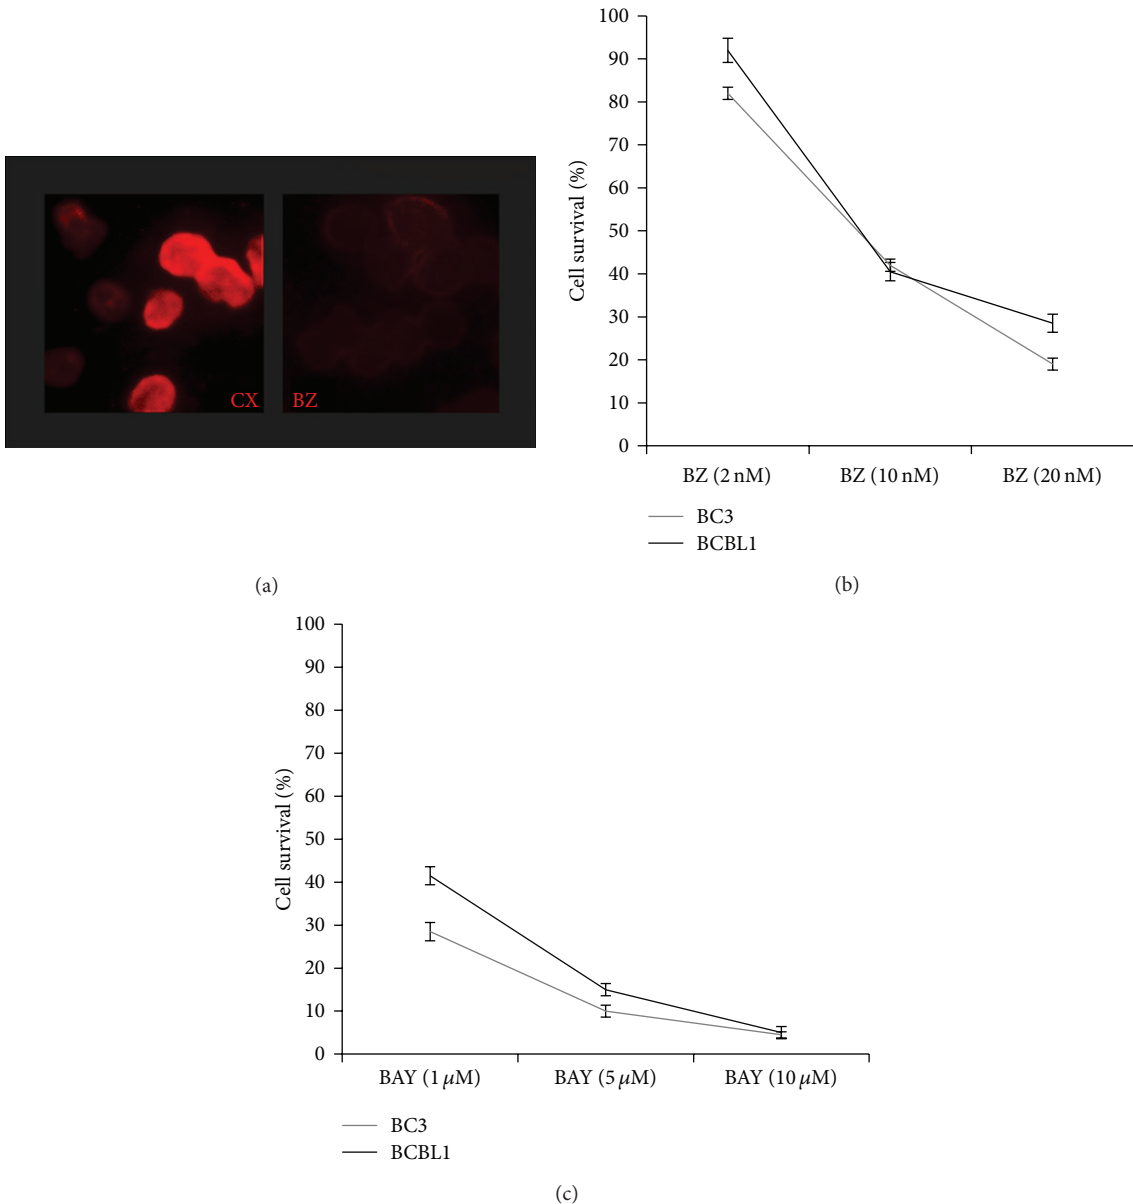 CX
BZ
(a)
Cell survival (%)
100
90
80
70
60
50
40
30
20
10
0
BZ (2 nM)
BZ (10 nM)
BZ (20 nM)
BC3
BCBL1
(b)
Cell survival (%)
100
90
80
70
60
50
40
30
20
10
0
BAY (1 μM)
BAY (5 μM)
BAY (10 μM)
BC3
BCBL1
(c)